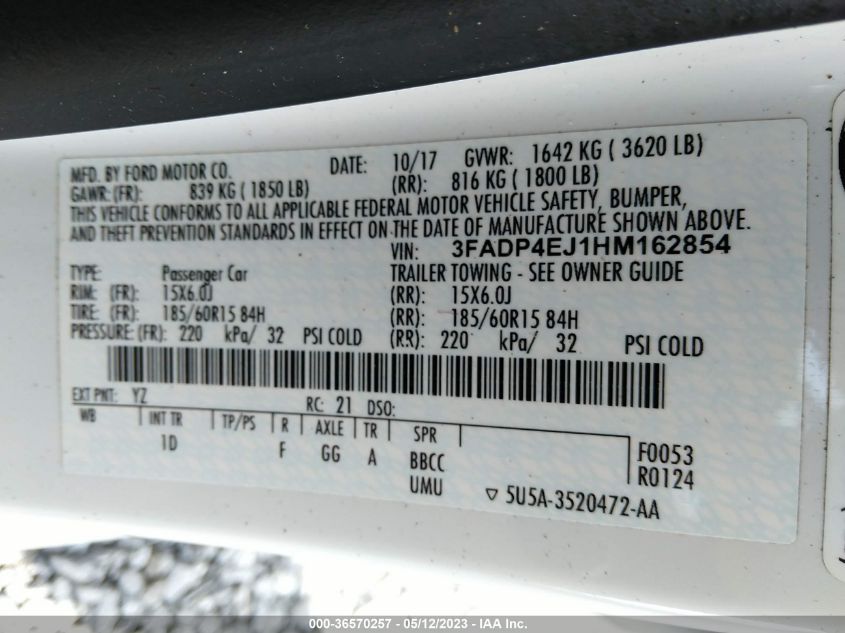 MFD. BY FORD MOTOR CO. DATE: 10/17 GVWR: 1642 KG ( 3620 LB)
GAWR: (FR): 839 KG ( 1850 LB) (RR): 816 KG ( 1800 LB)
THIS VEHICLE CONFORMS TO ALL APPLICABLE FEDERAL MOTOR VEHICLE SAFETY, BUMPER,
AND THEFT PREVENTION STANDARDS IN EFFECT ON THE DATE OF MANUFACTURE SHOWN ABOVE.
VIN: 3FADP4EJ1HM162854
TYPE: Passenger Car TRAILER TOWING - SEE OWNER GUIDE
RIM: (FR): 15X6.0J (RR): 15X6.0J
TIRE: (FR): 185/60R15 84H (RR): 185/60R15 84H
PRESSURE: (FR): 220 kPa/ 32 PSI COLD (RR): 220 kPa/ 32 PSI COLD
EXT PNT: YZ RC: 21 DSO:
WB INT TR TP/PS R AXLE TR SPR
1D F GG A BBCC F0053
UMU R0124
5U5A-3520472-AA
000-36570257 - 05/12/2023 - IAA Inc.